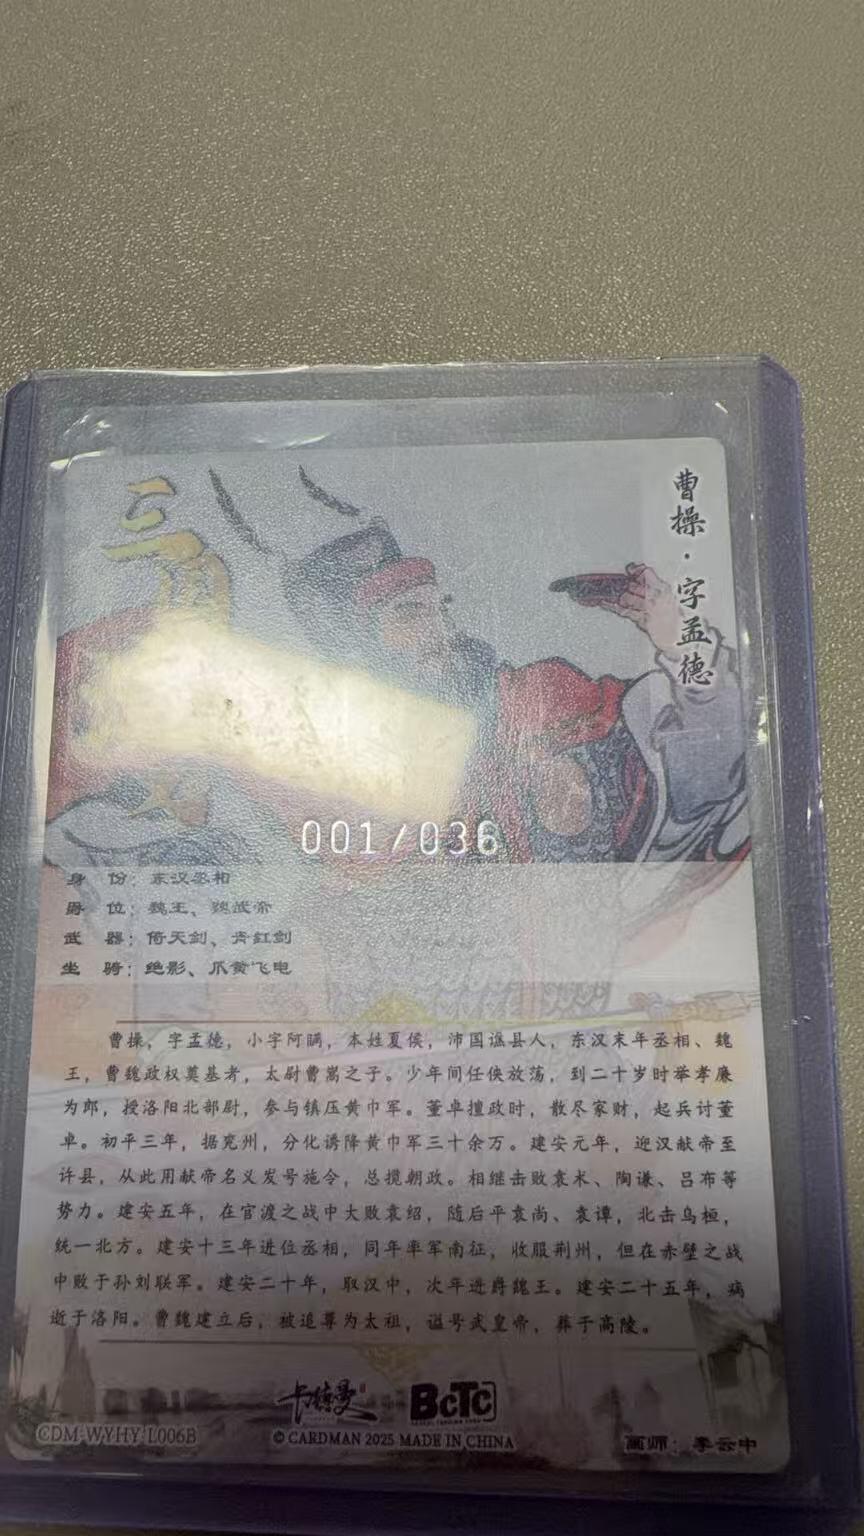 三国
曹操·字孟德
001/036
身 份：东汉丞相
爵 位：魏王、魏武帝
武 器：倚天剑、青釭剑
坐 骑：绝影、爪黄飞电
曹操，字孟德，小字阿瞒，本姓夏侯，沛国谯县人，东汉末年丞相、魏
王，曹魏政权奠基者，太尉曹嵩之子。少年间任侠放荡，到二十岁时举孝廉
为郎，授洛阳北部尉，参与镇压黄巾军。董卓擅政时，散尽家财，起兵讨董
卓。初平三年，据兖州，分化诱降黄巾军三十余万。建安元年，迎汉献帝至
许县，从此用献帝名义发号施令，总揽朝政。相继击败袁术、陶谦、吕布等
势力。建安五年，在官渡之战中大败袁绍，随后平袁尚、袁谭，北击乌桓，
统一北方。建安十三年进位丞相，同年率军南征，收服荆州，但在赤壁之战
中败于孙刘联军。建安二十年，取汉中，次年进爵魏王。建安二十五年，病
逝于洛阳。曹魏建立后，被追尊为太祖，谥号武皇帝，葬于高陵。
卡德曼 BCTC
CDM-WYHY-L006B
© CARDMAN 2025 MADE IN CHINA
画师：李云中